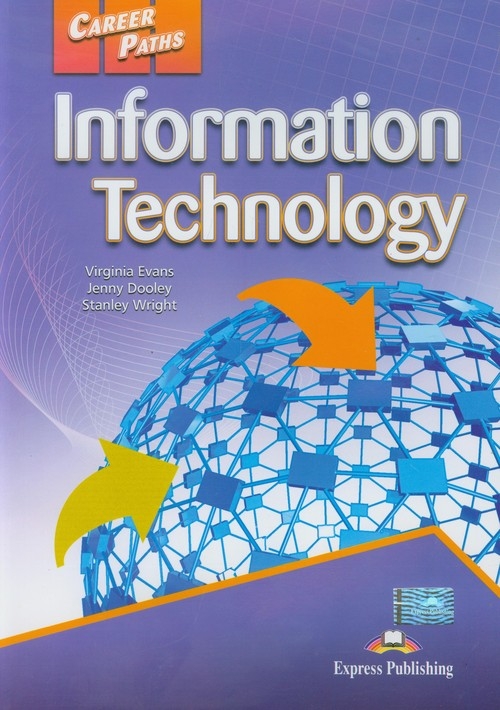 CAREER
PATHS
Information
Technology
Virginia Evans
Jenny Dooley
Stanley Wright
Express Publishing